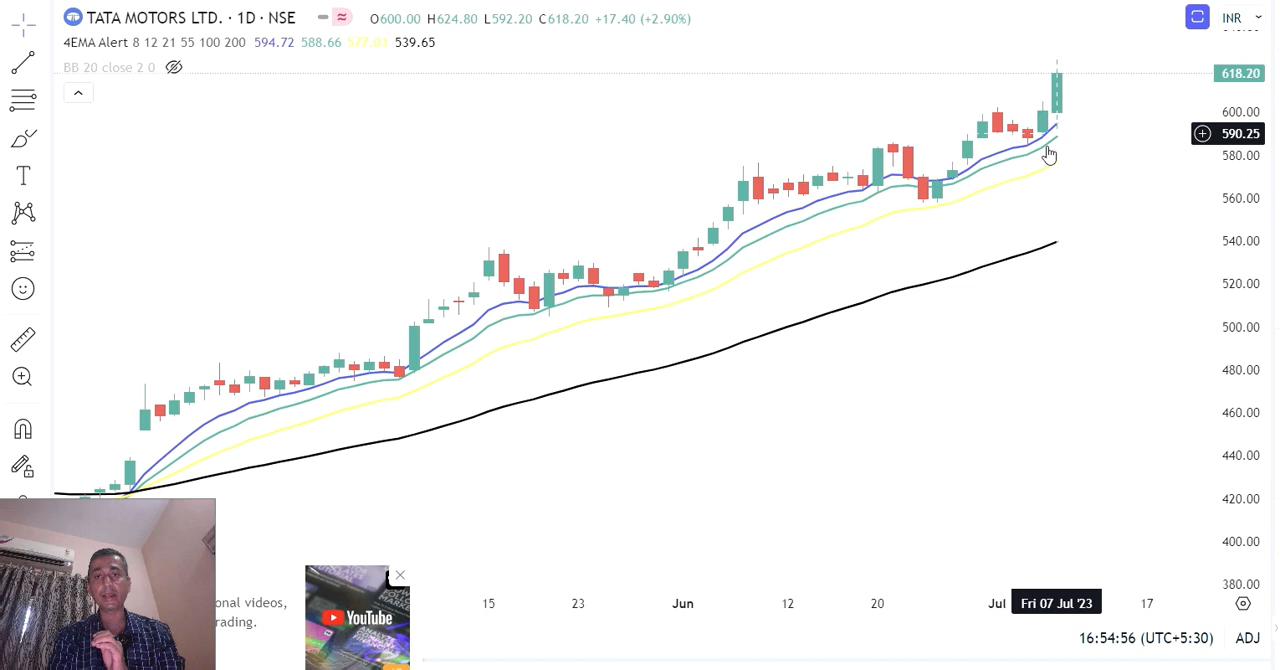 TATA MOTORS LTD. · 1D · NSE
O600.00 H624.80 L592.20 C618.20 +17.40 (+2.90%)
INR
4EMA Alert 8 12 21 55 100 200 594.72 588.66 577.01 539.65
BB 20 close 2 0
618.20
600.00
590.25
580.00
560.00
540.00
520.00
500.00
480.00
460.00
440.00
420.00
400.00
380.00
T
onal videos,
rading.
YouTube
15 23 Jun 12 20 Jul Fri 07 Jul '23 17
16:54:56 (UTC+5:30) ADJ